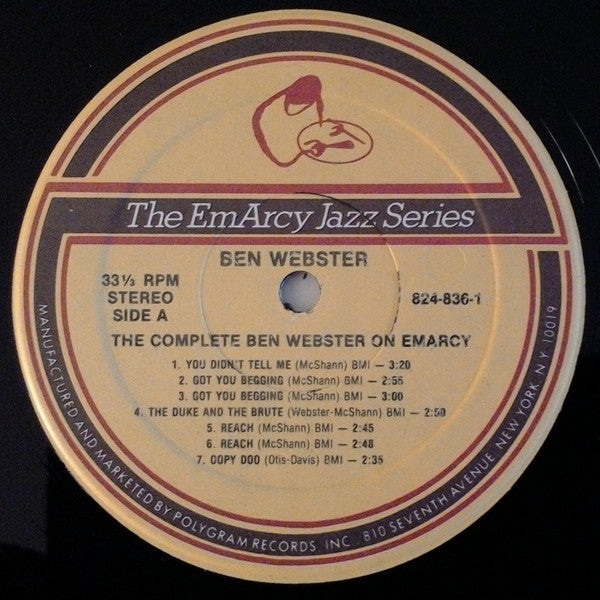 The EmArcy Jazz Series
BEN WEBSTER
33⅓ RPM
STEREO
SIDE A
824-836-1
THE COMPLETE BEN WEBSTER ON EMARCY
1. YOU DIDN'T TELL ME (McShann) BMI — 3:20
2. GOT YOU BEGGING (McShann) BMI — 2:55
3. GOT YOU BEGGING (McShann) BMI — 3:00
4. THE DUKE AND THE BRUTE (Webster-McShann) BMI — 2:50
5. REACH (McShann) BMI — 2:45
6. REACH (McShann) BMI — 2:48
7. COPY DOO (Otis-Davis) BMI — 2:35
MANUFACTURED AND MARKETED BY POLYGRAM RECORDS, INC. 810 SEVENTH AVENUE, NEW YORK, N.Y. 10019